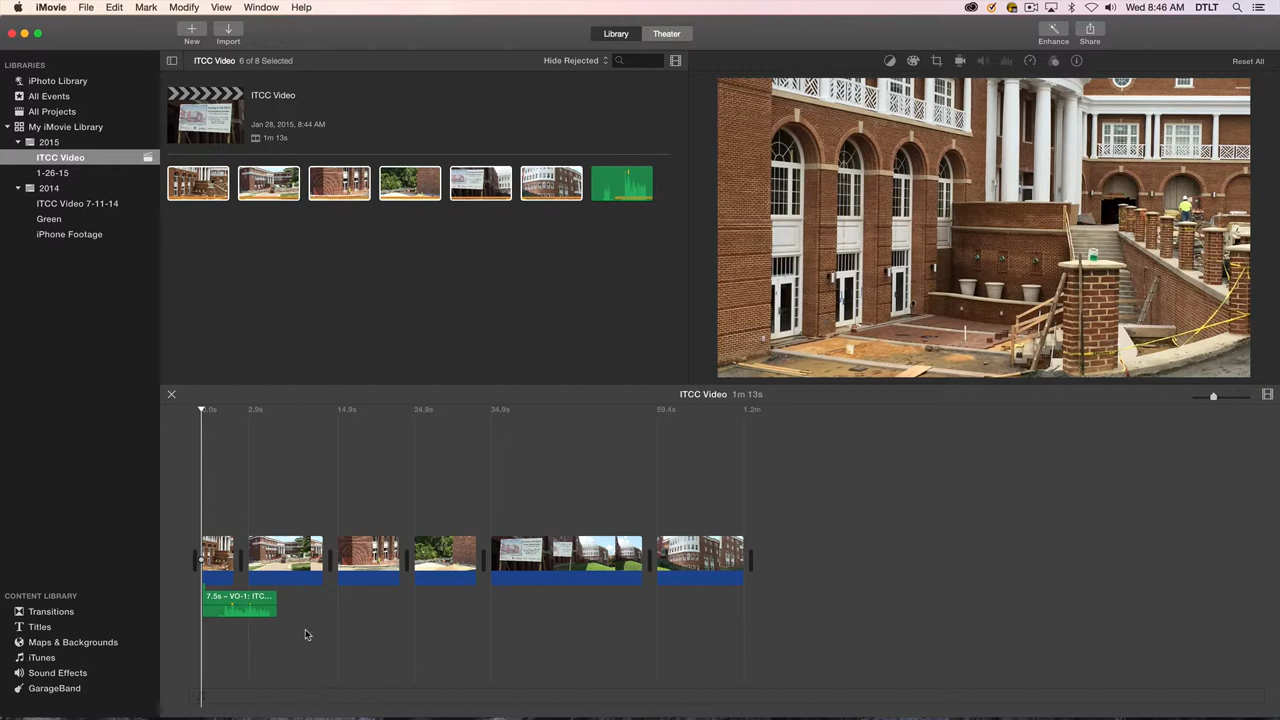 iMovie File Edit Mark Modify View Window Help
Wed 8:46 AM DTLT
New
Import
Library
Theater
Enhance
Share
LIBRARIES
iPhoto Library
All Events
All Projects
My iMovie Library
2015
ITCC Video
1-26-15
2014
ITCC Video 7-11-14
Green
iPhone Footage
ITCC Video 6 of 8 Selected
Hide Rejected
Reset All
ITCC Video
Jan 28, 2015, 8:44 AM
1m 13s
ITCC Video 1m 13s
2.9s
14.9s
24.9s
34.9s
59.4s
1.2m
7.5s – VO-1: ITC...
CONTENT LIBRARY
Transitions
Titles
Maps & Backgrounds
iTunes
Sound Effects
GarageBand